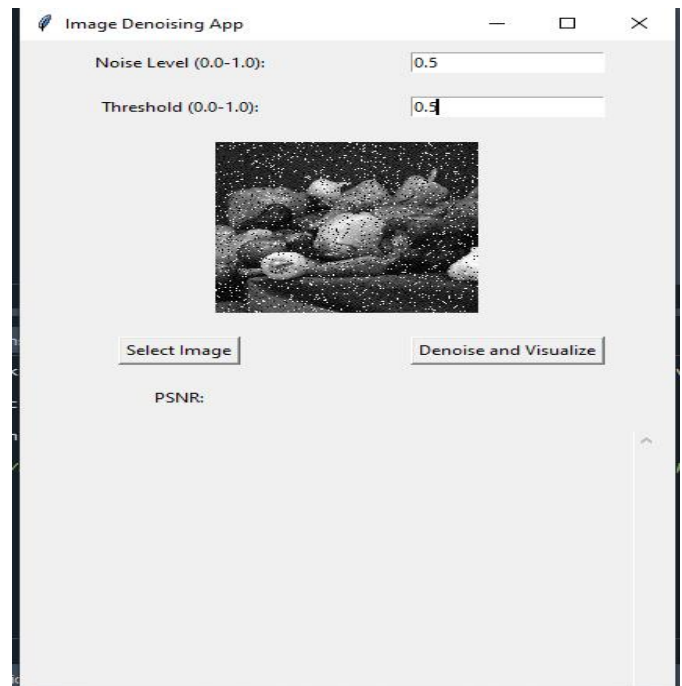 Image Denoising App
Noise Level (0.0-1.0): 0.5
Threshold (0.0-1.0): 0.5
Select Image Denoise and Visualize
PSNR: